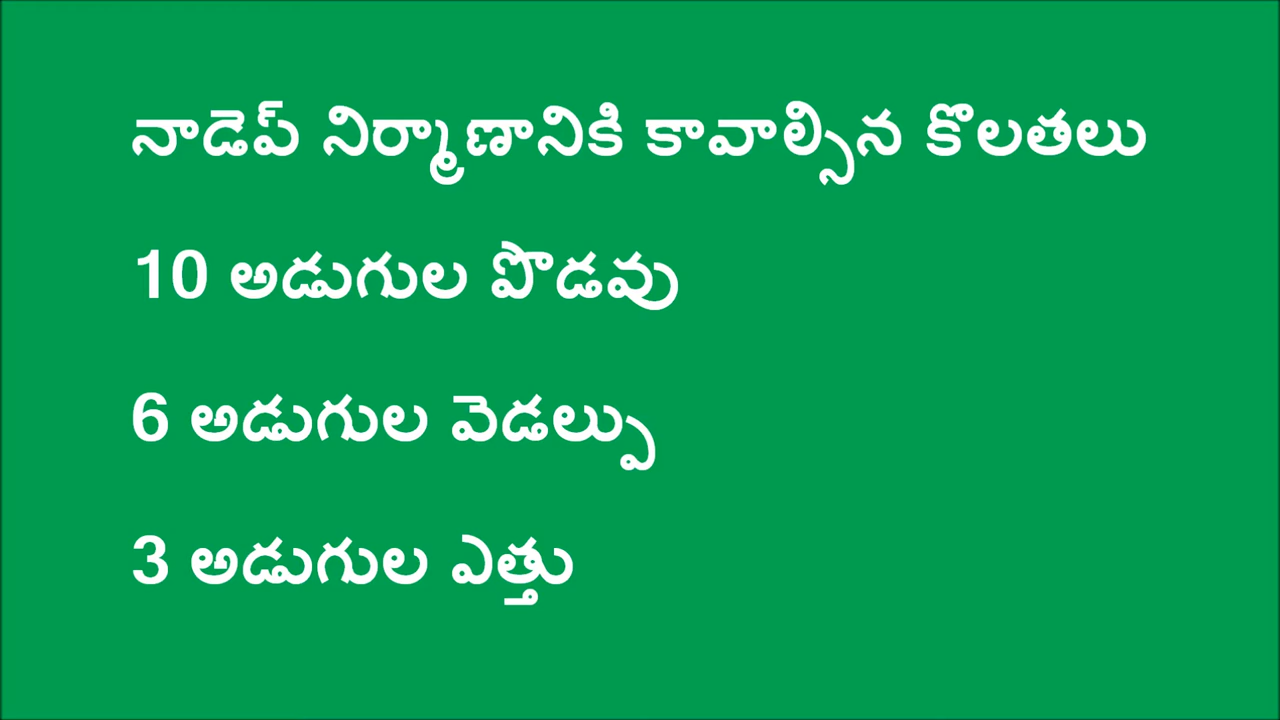 నాడెప్ నిర్మాణానికి కావాల్సిన కొలతలు
10 అడుగుల పొడవు
6 అడుగుల వెడల్పు
3 అడుగుల ఎత్తు